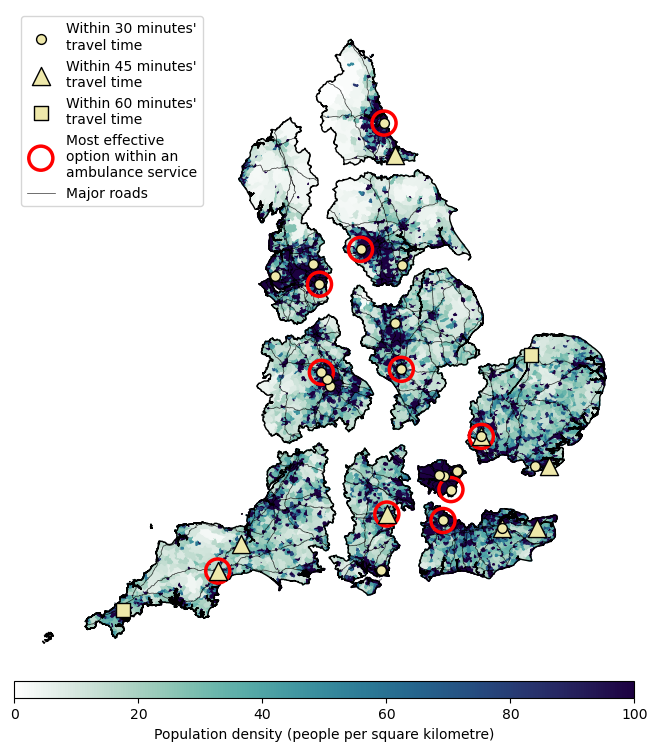 Within 30 minutes'
travel time
Within 45 minutes'
travel time
Within 60 minutes'
travel time
Most effective
option within an
ambulance service
Major roads
0 20 40 60 80 100
Population density (people per square kilometre)